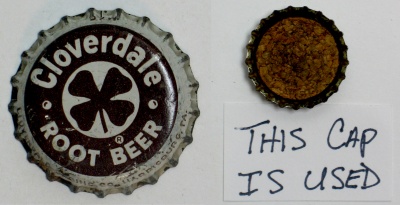 Cloverdale
ROOT BEER
®
THIS CAP
IS USED